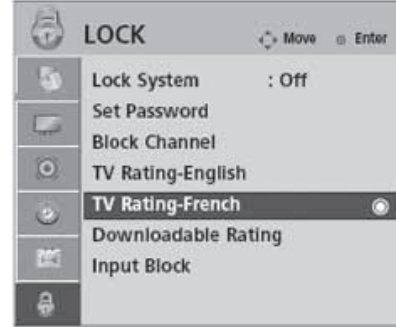 LOCK
Move Enter
Lock System : Off
Set Password
Block Channel
TV Rating-English
TV Rating-French
Downloadable Rating
Input Block